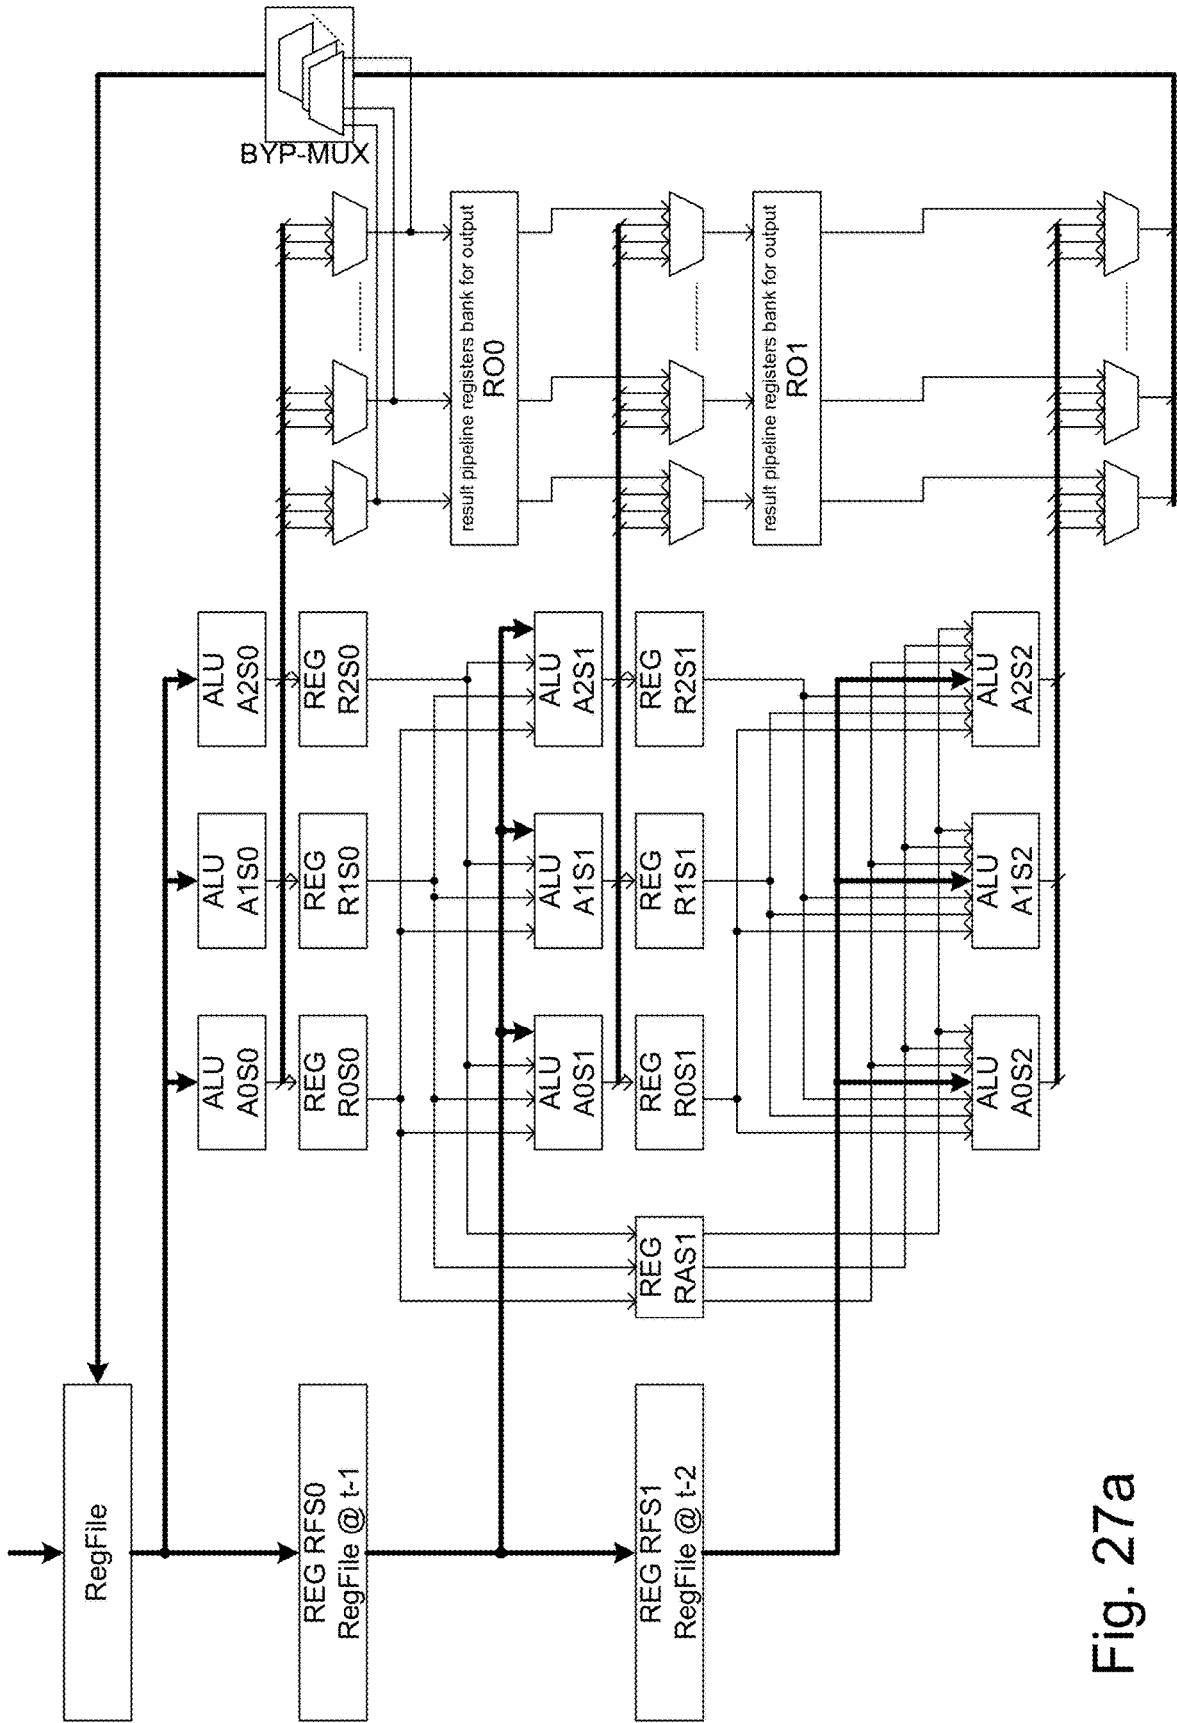 BYP-MUX
result pipeline registers bank for output
RO0
result pipeline registers bank for output
RO1
ALU
A2S0
REG
R2S0
ALU
A2S1
REG
R2S1
ALU
A2S2
ALU
A1S0
REG
R1S0
ALU
A1S1
REG
R1S1
ALU
A1S2
ALU
A0S0
REG
R0S0
ALU
A0S1
REG
R0S1
ALU
A0S2
REG
RAS1
RegFile
REG RFS0
RegFile @ t-1
REG RFS1
RegFile @ t-2
Fig. 27a